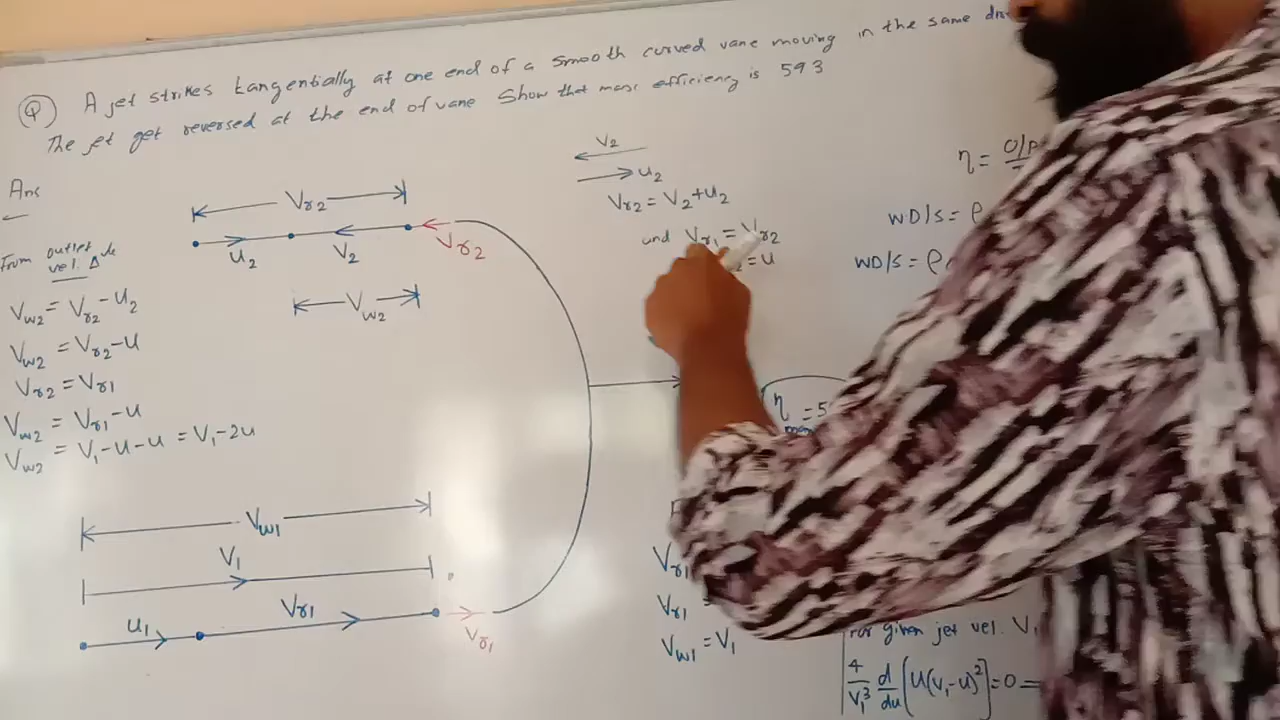 Q A jet strikes tangentially at one end of a smooth curved vane moving in the same
The jet get reversed at the end of vane Show that max efficiency is 593
Ans
From outlet vel. Δle
Vw2 = Vr2 - u2
Vw2 = Vr2 - u
Vr2 = Vr1
Vw2 = Vr1 - u
Vw2 = V1 - u - u = V1 - 2u
Vr2
u2
V2
Vr2
Vw2
Vw1
V1
u1
Vr1
Vr1
V2
u2
Vr2 = V2 + u2
and Vr1 = Vr2
= u
η = O/P
WD/S = ρ
WD/S = ρ
η = 5
Vr1
Vr1 =
Vw1 = V1
For given jet vel. V1
4/V1³ d/du [u(V1-u)²] = 0